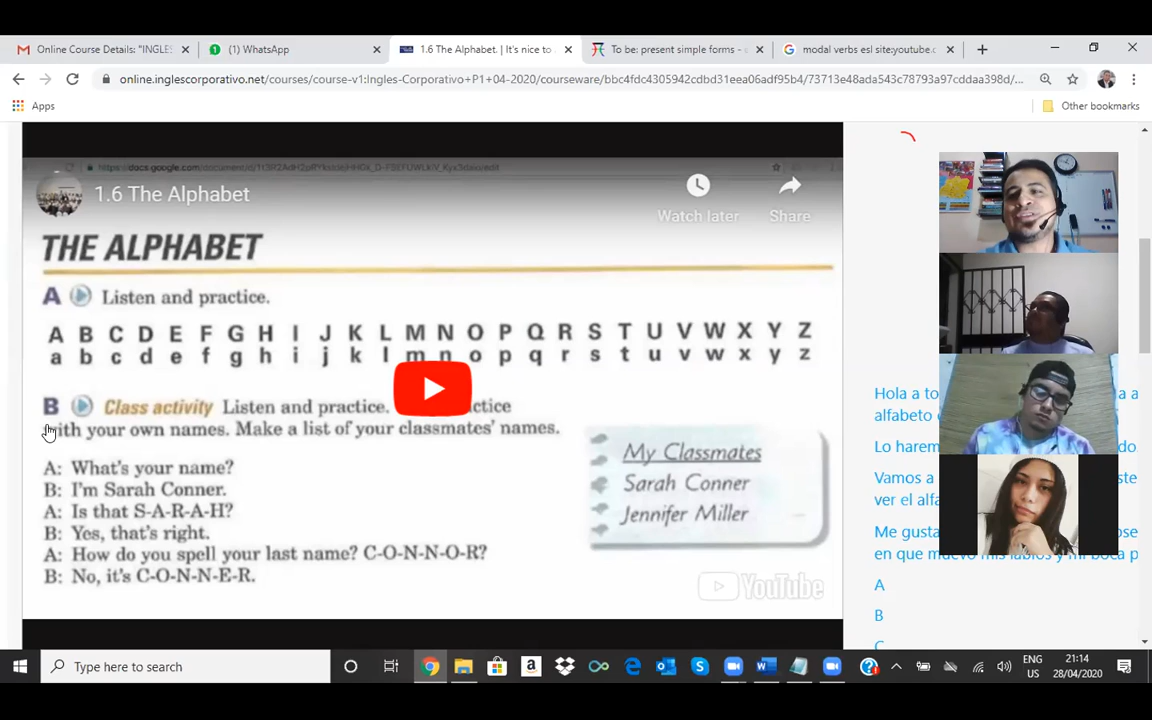 Online Course Details: "INGLES
(1) WhatsApp
1.6 The Alphabet. | It's nice to
To be: present simple forms -
modal verbs esl site:youtube.c
online.inglescorporativo.net/courses/course-v1:Ingles-Corporativo+P1+04-2020/courseware/bbc4fdc4305942cdbd31eea06adf95b4/73713e48ada543c78793a97cddaa398d/...
Apps
Other bookmarks
1.6 The Alphabet
Watch later
Share
THE ALPHABET
A Listen and practice.
A B C D E F G H I J K L M N O P Q R S T U V W X Y Z
a b c d e f g h i j k l m n o p q r s t u v w x y z
B Class activity Listen and practice.
with your own names. Make a list of your classmates' names.
A: What's your name?
B: I'm Sarah Conner.
A: Is that S-A-R-A-H?
B: Yes, that's right.
A: How do you spell your last name? C-O-N-N-O-R?
B: No, it's C-O-N-N-E-R.
My Classmates
Sarah Conner
Jennifer Miller
YouTube
Hola a to
alfabeto
Lo harem
Vamos a
ver el alfa
Me gusta
en que muevo mis labios y mi boca p
A
B
C
Type here to search
ENG
US
21:14
28/04/2020